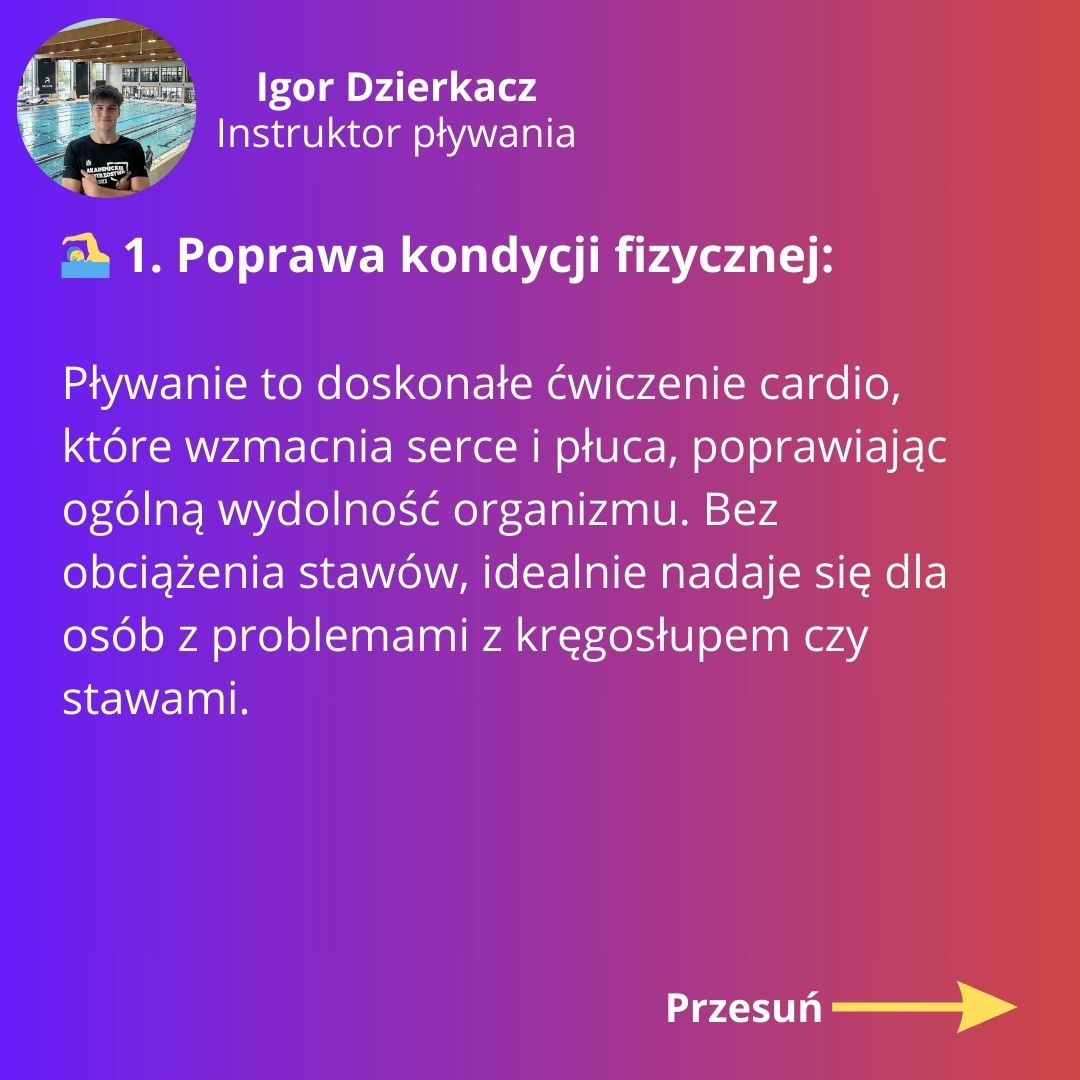 Igor Dzierkacz
Instruktor pływania
1. Poprawa kondycji fizycznej:
Pływanie to doskonałe ćwiczenie cardio,
które wzmacnia serce i płuca, poprawiając
ogólną wydolność organizmu. Bez
obciążenia stawów, idealnie nadaje się dla
osób z problemami z kręgosłupem czy
stawami.
Przesuń